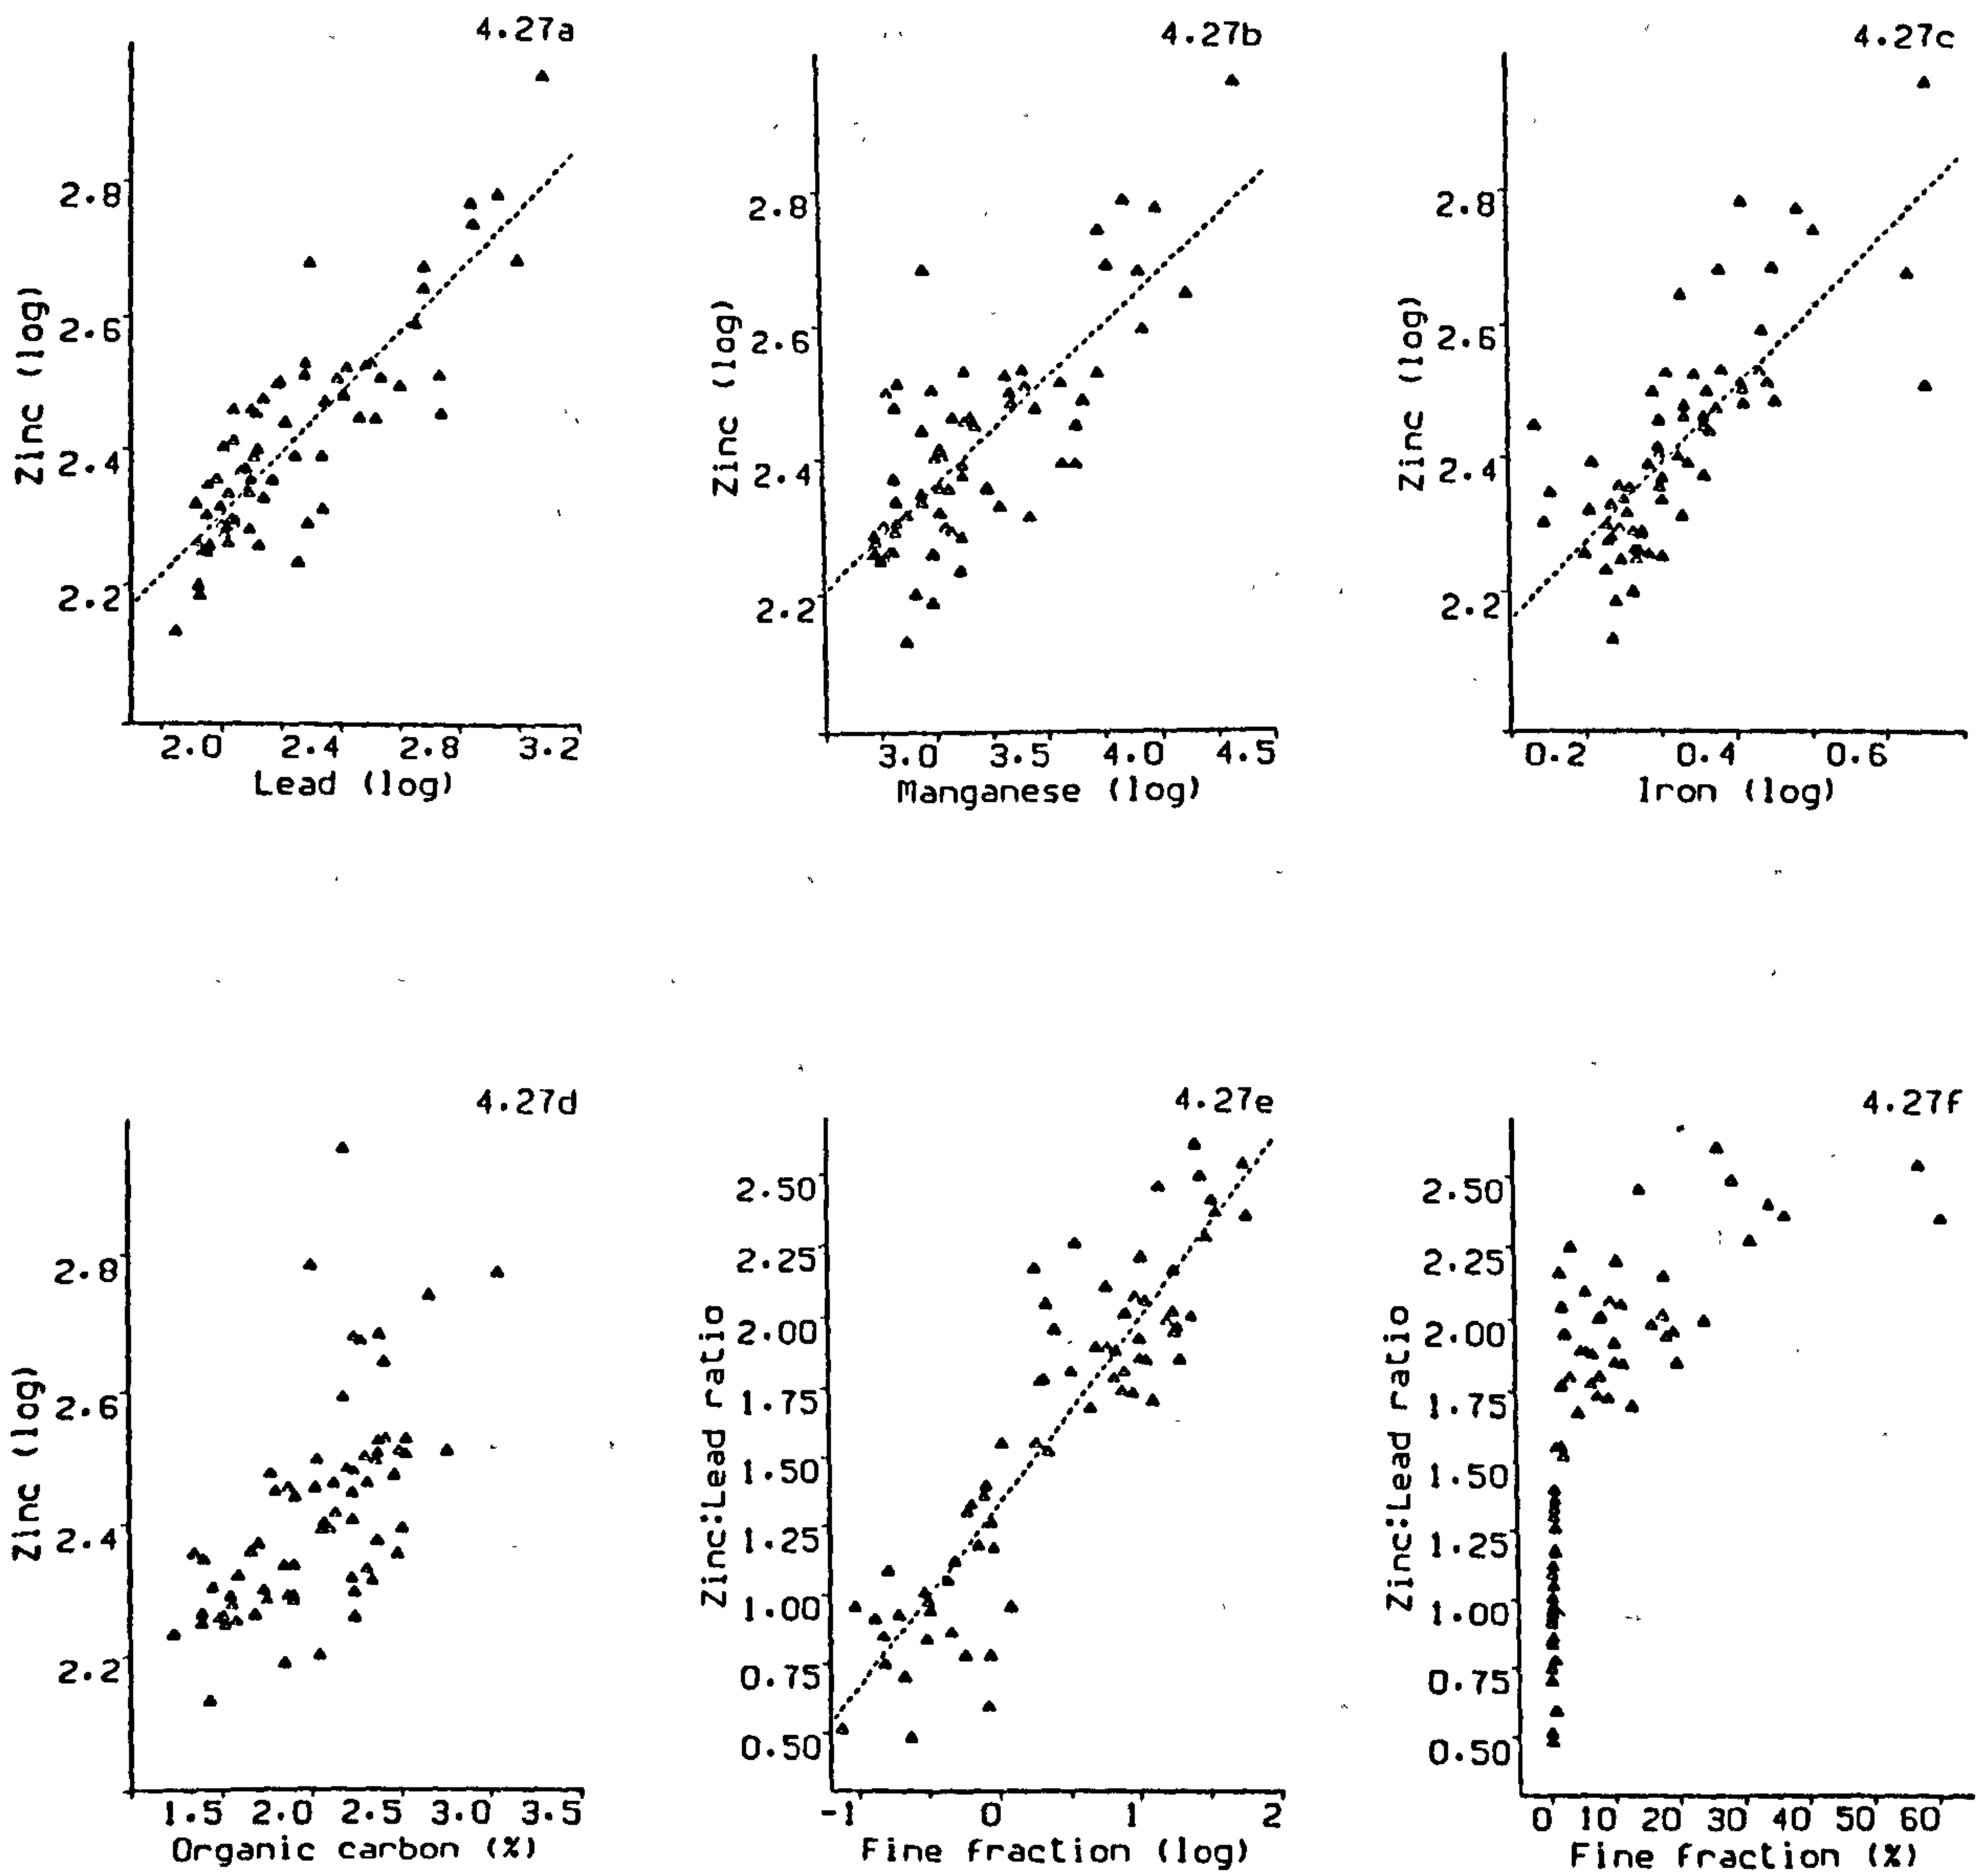 4.27a
Zinc (log)
2.8
2.6
2.4
2.2
2.0 2.4 2.8 3.2
Lead (log)
4.27b
Zinc (log)
2.8
2.6
2.4
2.2
3.0 3.5 4.0 4.5
Manganese (log)
4.27c
Zinc (log)
2.8
2.6
2.4
2.2
0.2 0.4 0.6
Iron (log)
4.27d
Zinc (log)
2.8
2.6
2.4
2.2
1.5 2.0 2.5 3.0 3.5
Organic carbon (%)
4.27e
Zinc:Lead ratio
2.50
2.25
2.00
1.75
1.50
1.25
1.00
0.75
0.50
-1 0 1 2
Fine fraction (log)
4.27f
Zinc:Lead ratio
2.50
2.25
2.00
1.75
1.50
1.25
1.00
0.75
0.50
0 10 20 30 40 50 60
Fine fraction (%)